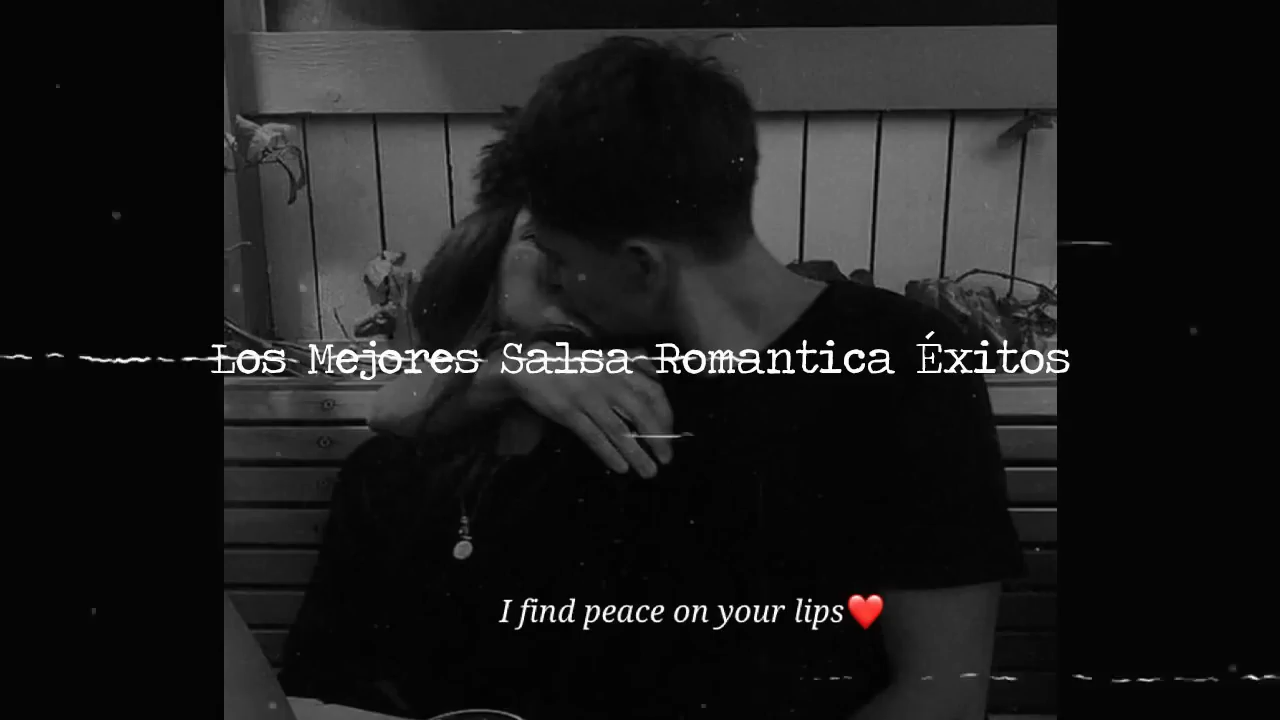 Los Mejores Salsa Romantica Éxitos
I find peace on your lips❤️